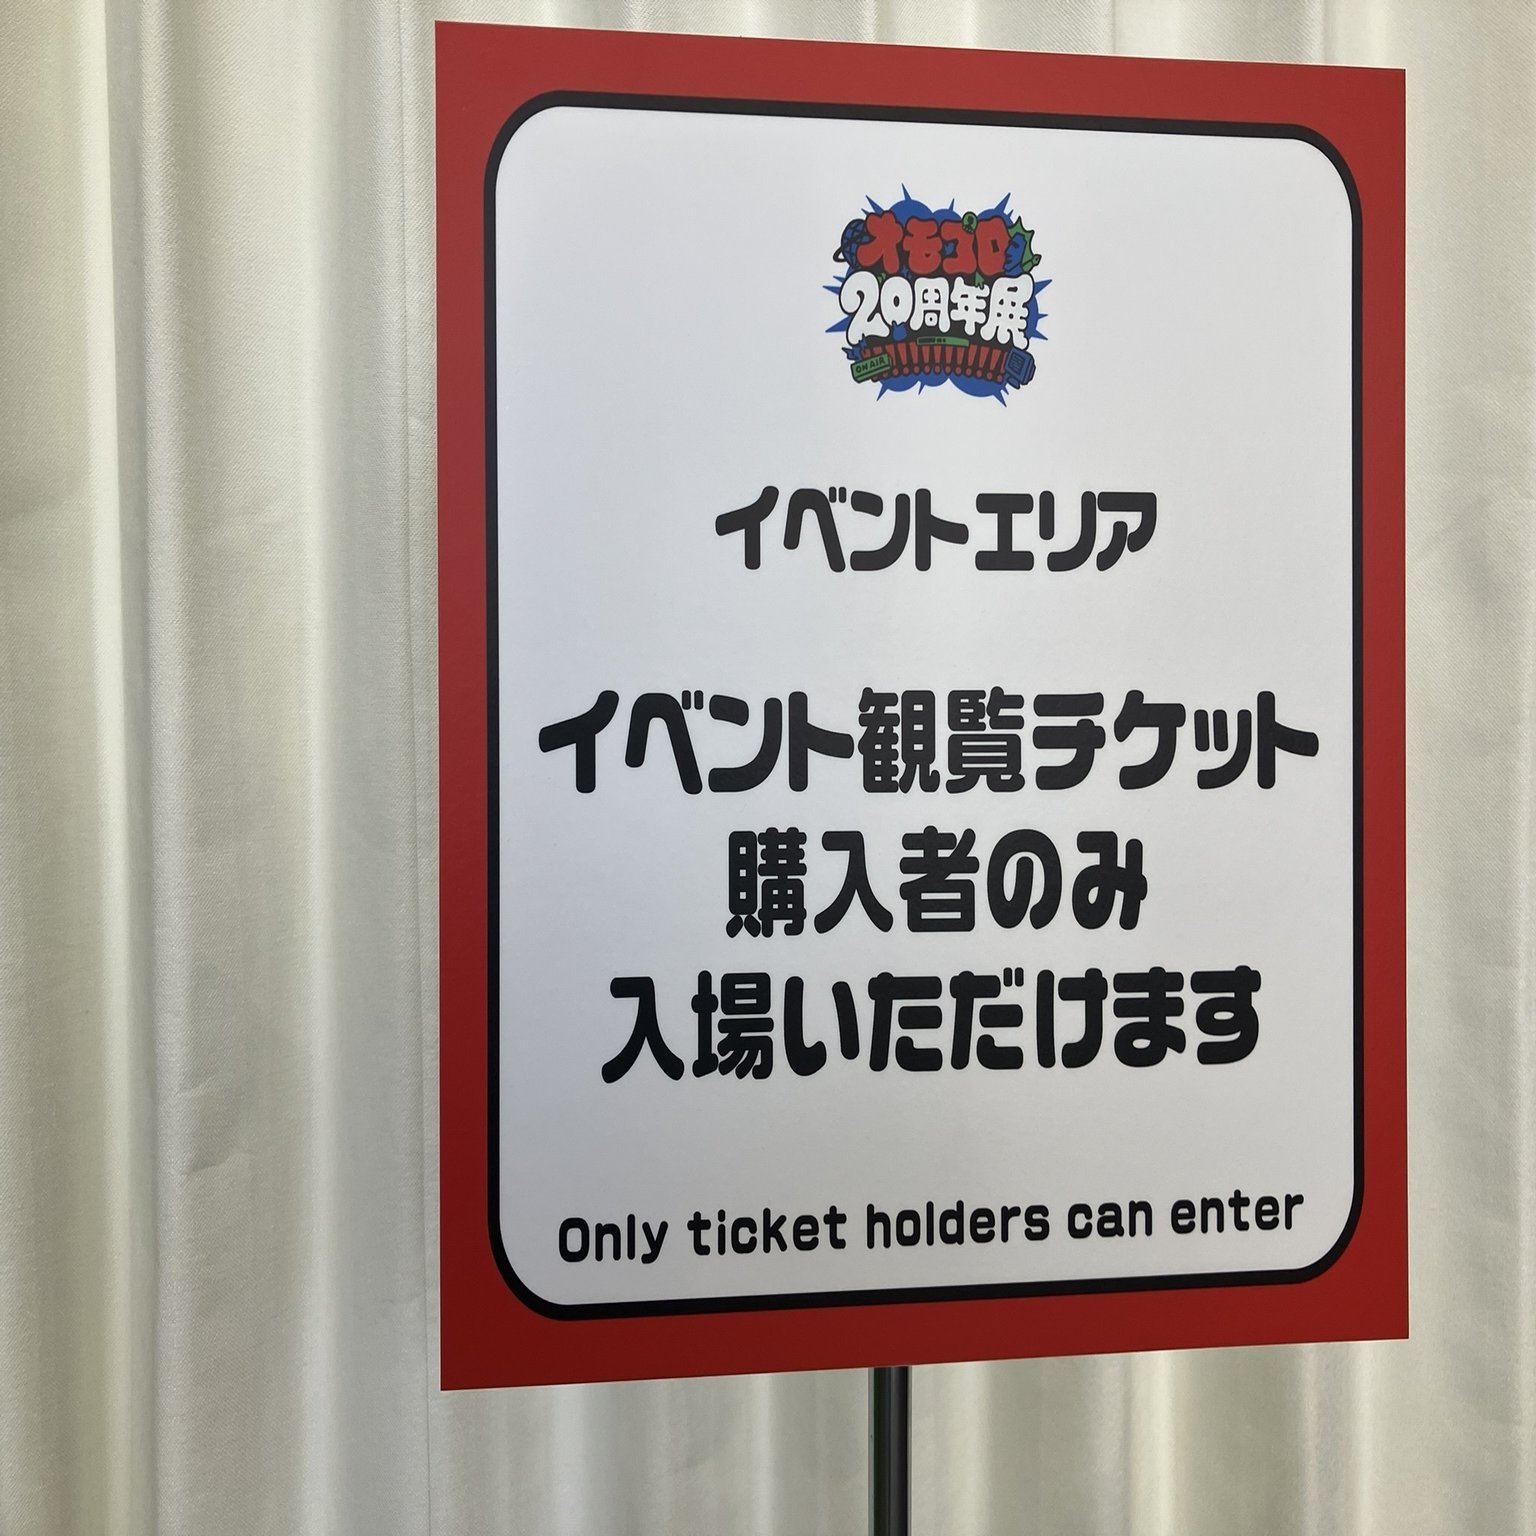 オモコロ
20周年展
ON AIR
!!!!!!!!!!!!
イベントエリア
イベント観覧チケット
購入者のみ
入場いただけます
Only ticket holders can enter